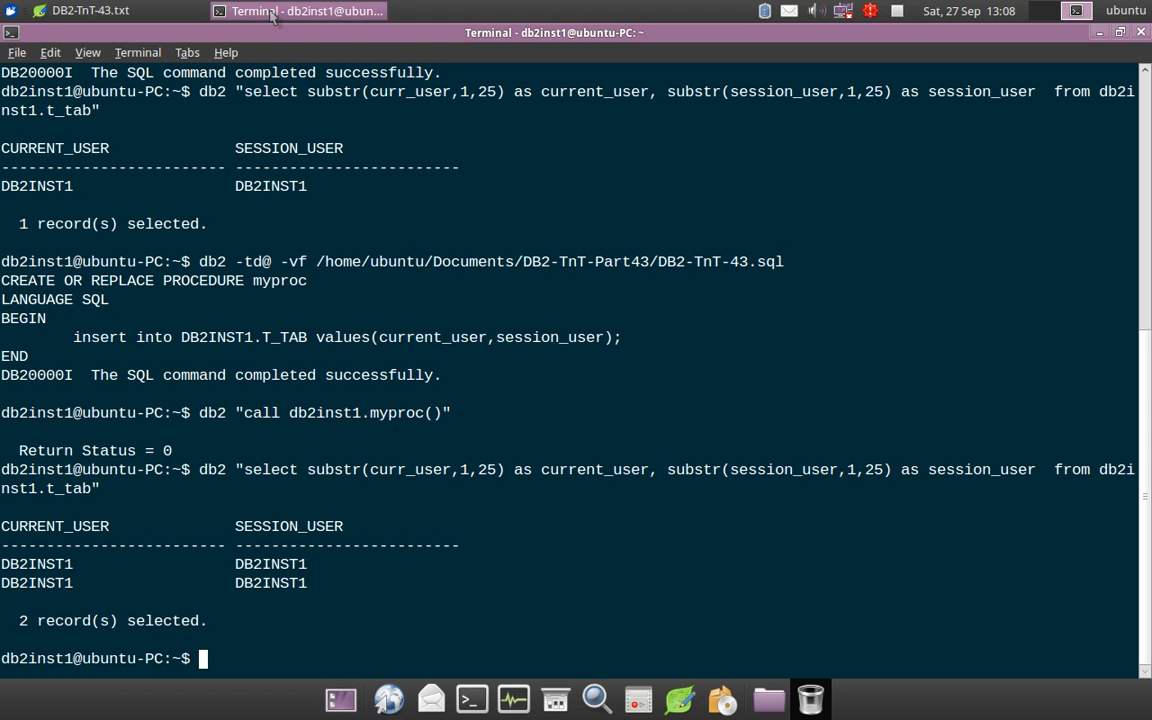 DB2-TnT-43.txt
Terminal - db2inst1@ubun...
Sat, 27 Sep 13:08
ubuntu
Terminal - db2inst1@ubuntu-PC: ~
File Edit View Terminal Tabs Help
DB20000I  The SQL command completed successfully.
db2inst1@ubuntu-PC:~$ db2 "select substr(curr_user,1,25) as current_user, substr(session_user,1,25) as session_user  from db2i
nst1.t_tab"
CURRENT_USER              SESSION_USER
------------------------- -------------------------
DB2INST1                  DB2INST1
  1 record(s) selected.
db2inst1@ubuntu-PC:~$ db2 -td@ -vf /home/ubuntu/Documents/DB2-TnT-Part43/DB2-TnT-43.sql
CREATE OR REPLACE PROCEDURE myproc
LANGUAGE SQL
BEGIN
        insert into DB2INST1.T_TAB values(current_user,session_user);
END
DB20000I  The SQL command completed successfully.
db2inst1@ubuntu-PC:~$ db2 "call db2inst1.myproc()"
  Return Status = 0
db2inst1@ubuntu-PC:~$ db2 "select substr(curr_user,1,25) as current_user, substr(session_user,1,25) as session_user  from db2i
nst1.t_tab"
CURRENT_USER              SESSION_USER
------------------------- -------------------------
DB2INST1                  DB2INST1
DB2INST1                  DB2INST1
  2 record(s) selected.
db2inst1@ubuntu-PC:~$